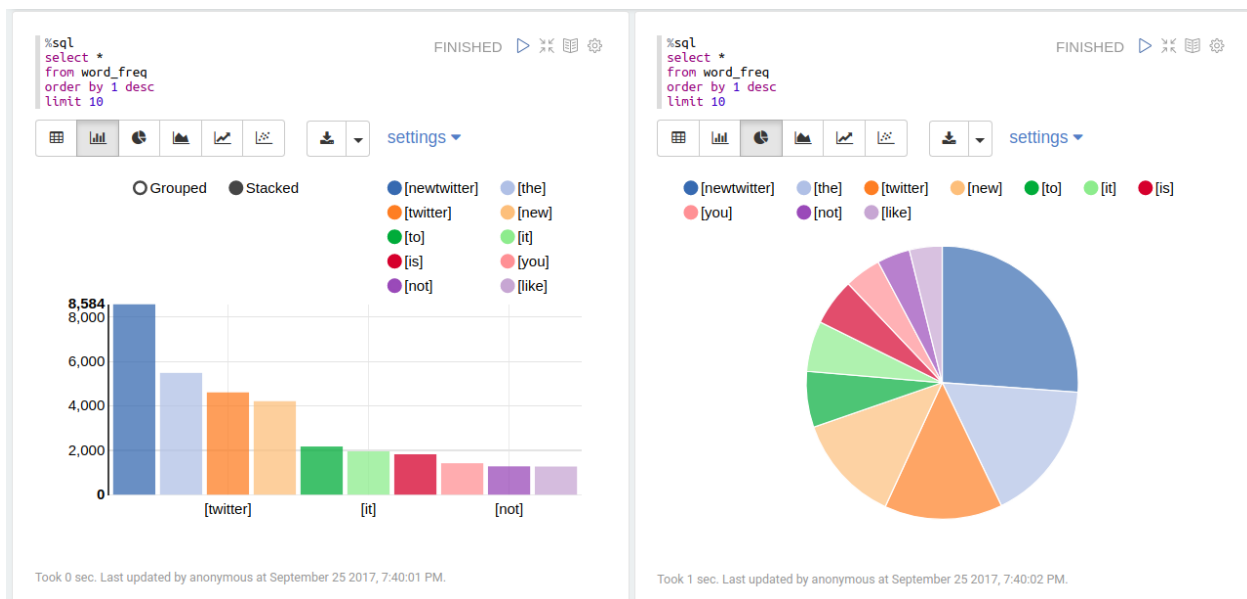 %sql
select *
from word_freq
order by 1 desc
limit 10
FINISHED
settings
Grouped Stacked
[newtwitter] [the]
[twitter] [new]
[to] [it]
[is] [you]
[not] [like]
8,584
8,000
6,000
4,000
2,000
0
[twitter] [it] [not]
Took 0 sec. Last updated by anonymous at September 25 2017, 7:40:01 PM.
%sql
select *
from word_freq
order by 1 desc
limit 10
FINISHED
settings
[newtwitter] [the] [twitter] [new] [to] [it] [is]
[you] [not] [like]
Took 1 sec. Last updated by anonymous at September 25 2017, 7:40:02 PM.